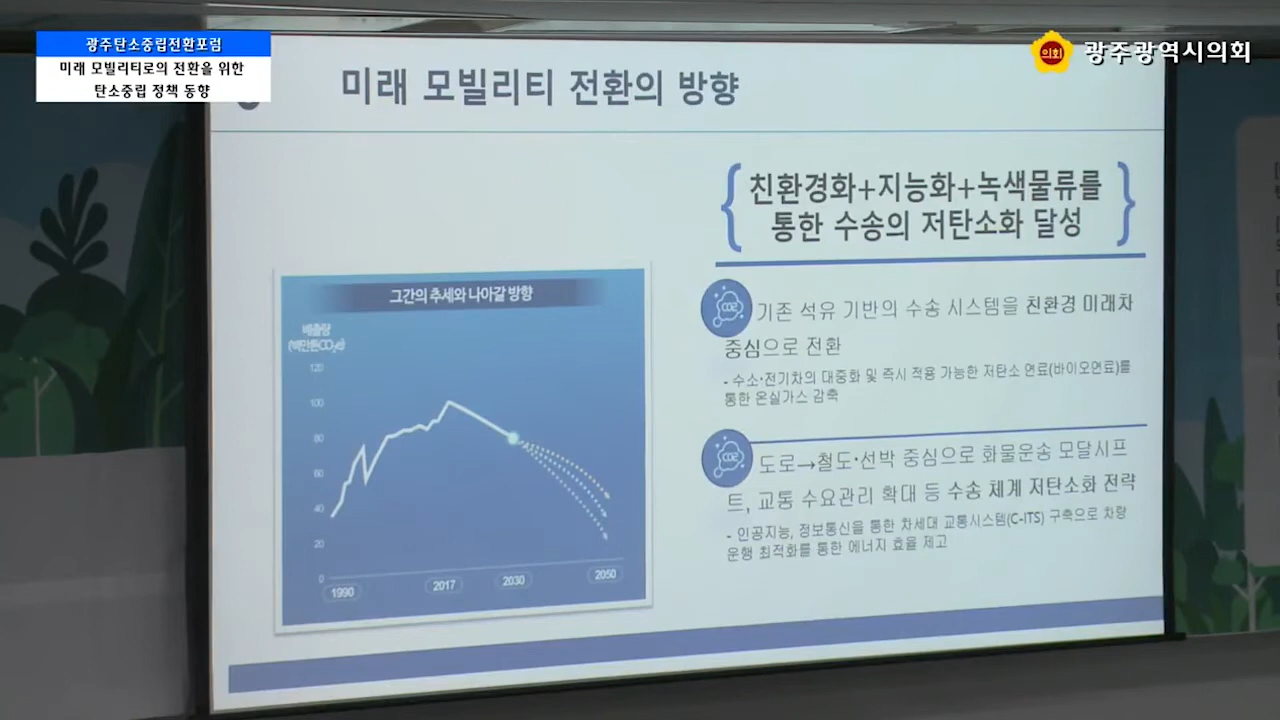 광주탄소중립전환포럼
미래 모빌리티로의 전환을 위한
탄소중립 정책 동향
의회
광주광역시의회
미래 모빌리티 전환의 방향
친환경화+지능화+녹색물류를
통한 수송의 저탄소화 달성
그간의 추세와 나아갈 방향
배출량
(백만톤CO₂e)
120
100
80
60
40
20
0
1990
2017
2030
2050
CO2
기존 석유 기반의 수송 시스템을 친환경 미래차
중심으로 전환
- 수소·전기차의 대중화 및 즉시 적용 가능한 저탄소 연료(바이오연료)를
통한 온실가스 감축
CO2
도로→철도·선박 중심으로 화물운송 모달시프
트, 교통 수요관리 확대 등 수송 체계 저탄소화 전략
- 인공지능, 정보통신을 통한 차세대 교통시스템(C-ITS) 구축으로 차량
운행 최적화를 통한 에너지 효율 제고